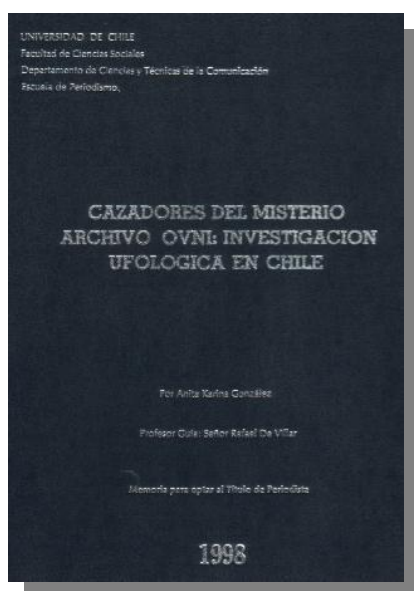 UNIVERSIDAD DE CHILE
Facultad de Ciencias Sociales
Departamento de Ciencias y Técnicas de la Comunicación
Escuela de Periodismo.
CAZADORES DEL MISTERIO
ARCHIVO OVNI: INVESTIGACION
UFOLOGICA EN CHILE
Por Anita Karina González
Profesor Guía: Señor Rafael De Villar
Memoria para optar al Título de Periodista
1998